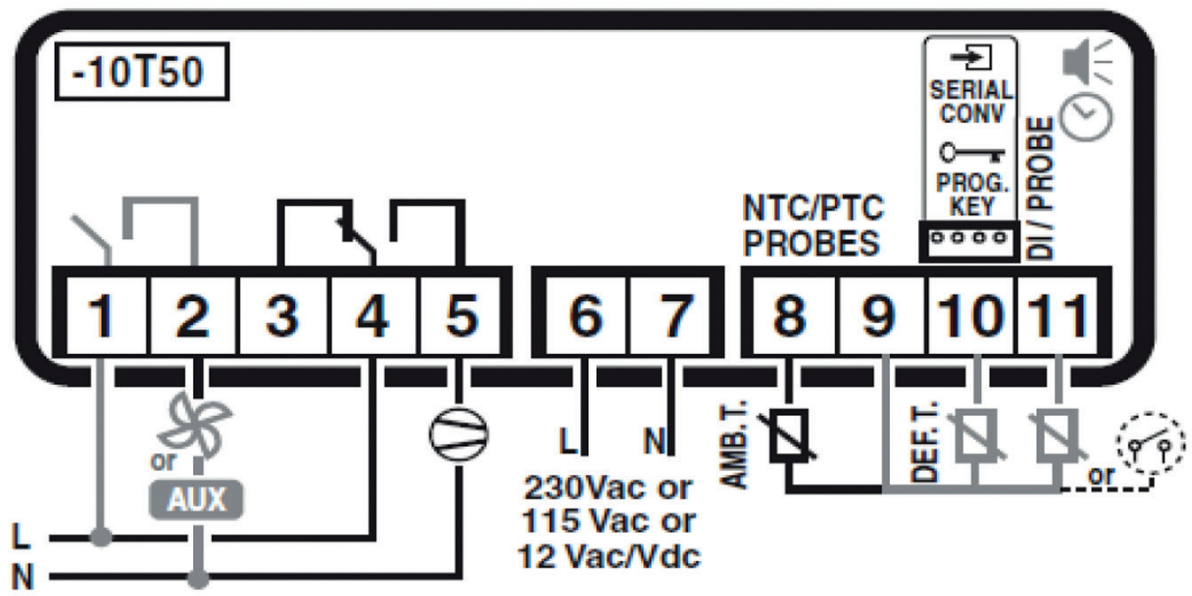 -10T50
SERIAL
CONV
PROG.
KEY
DI / PROBE
NTC/PTC
PROBES
1 2 3 4 5 6 7 8 9 10 11
or
AUX
L
N
L N
230Vac or
115 Vac or
12 Vac/Vdc
AMB. T.
DEF. T.
or